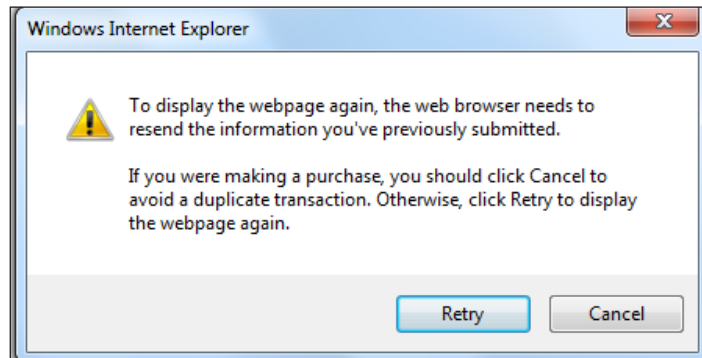 Windows Internet Explorer
To display the webpage again, the web browser needs to
resend the information you've previously submitted.
If you were making a purchase, you should click Cancel to
avoid a duplicate transaction. Otherwise, click Retry to display
the webpage again.
Retry
Cancel